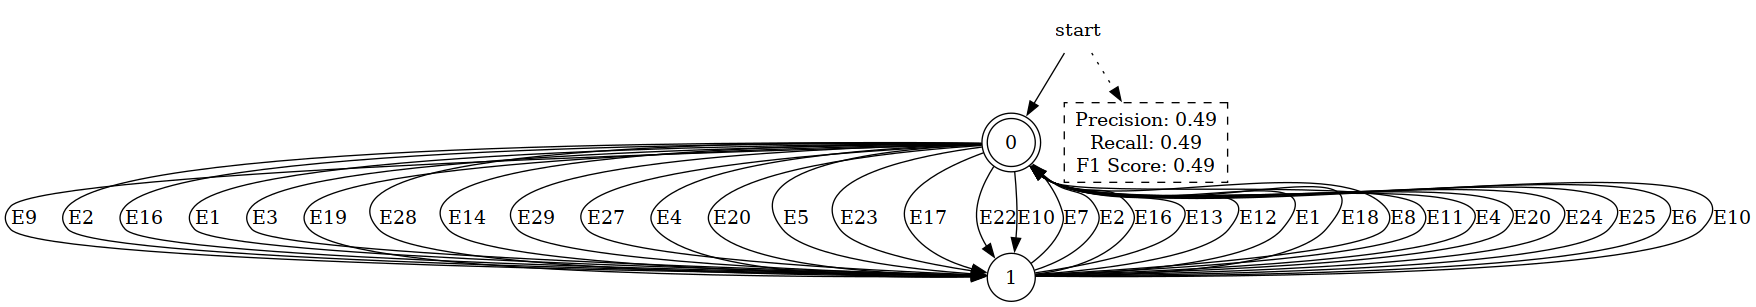 start
0
Precision: 0.49
Recall: 0.49
F1 Score: 0.49
E9 E2 E16 E1 E3 E19 E28 E14 E29 E27 E4 E20 E5 E23 E17 E22 E10 E7 E2 E16 E13 E12 E1 E18 E8 E11 E4 E20 E24 E25 E6 E10
1